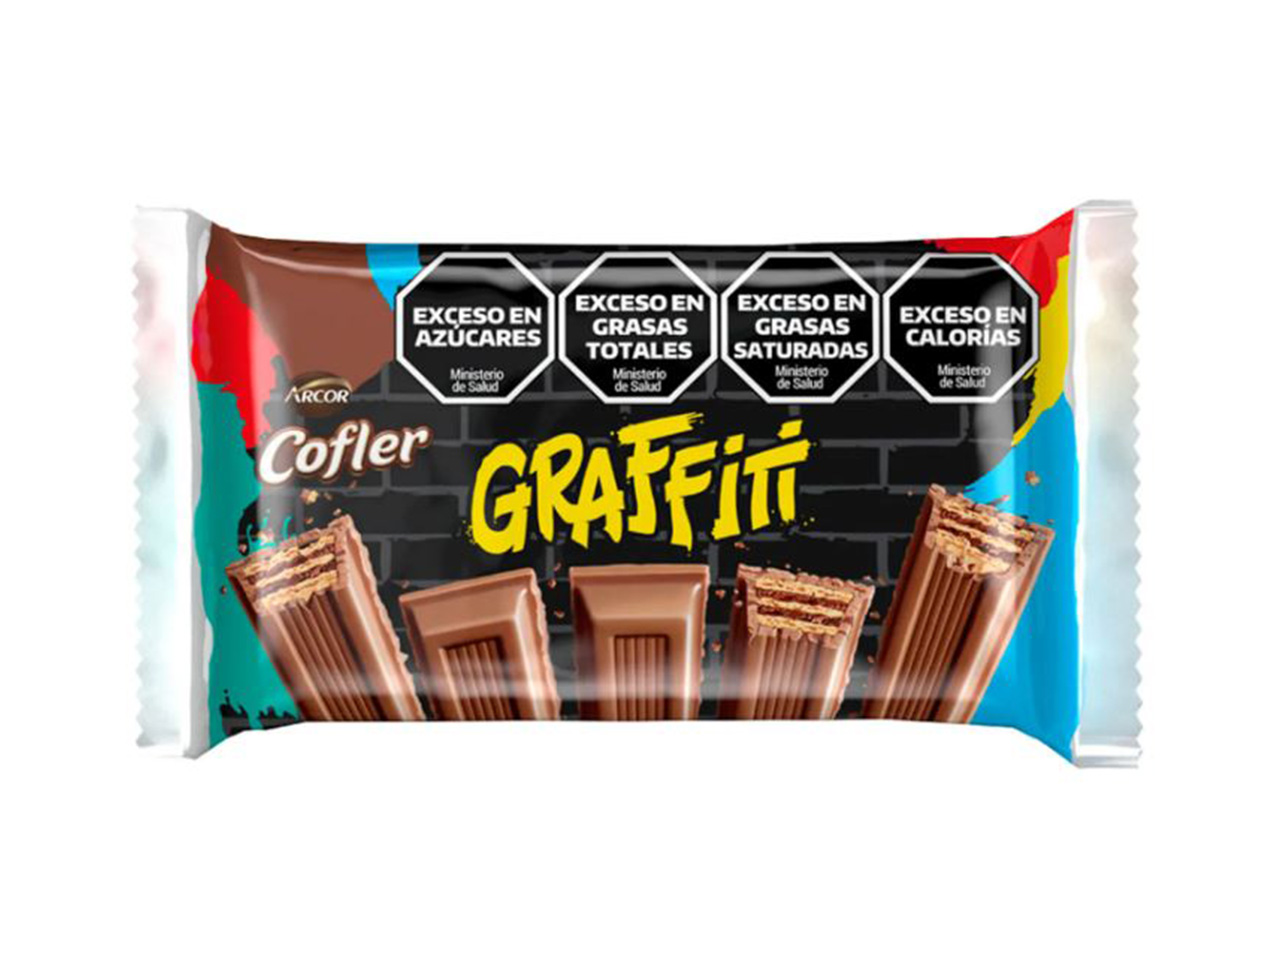 EXCESO EN
AZÚCARES
Ministerio
de Salud
EXCESO EN
GRASAS
TOTALES
Ministerio
de Salud
EXCESO EN
GRASAS
SATURADAS
Ministerio
de Salud
EXCESO EN
CALORÍAS
Ministerio
de Salud
ARCOR
Cofler
GRAFFITI